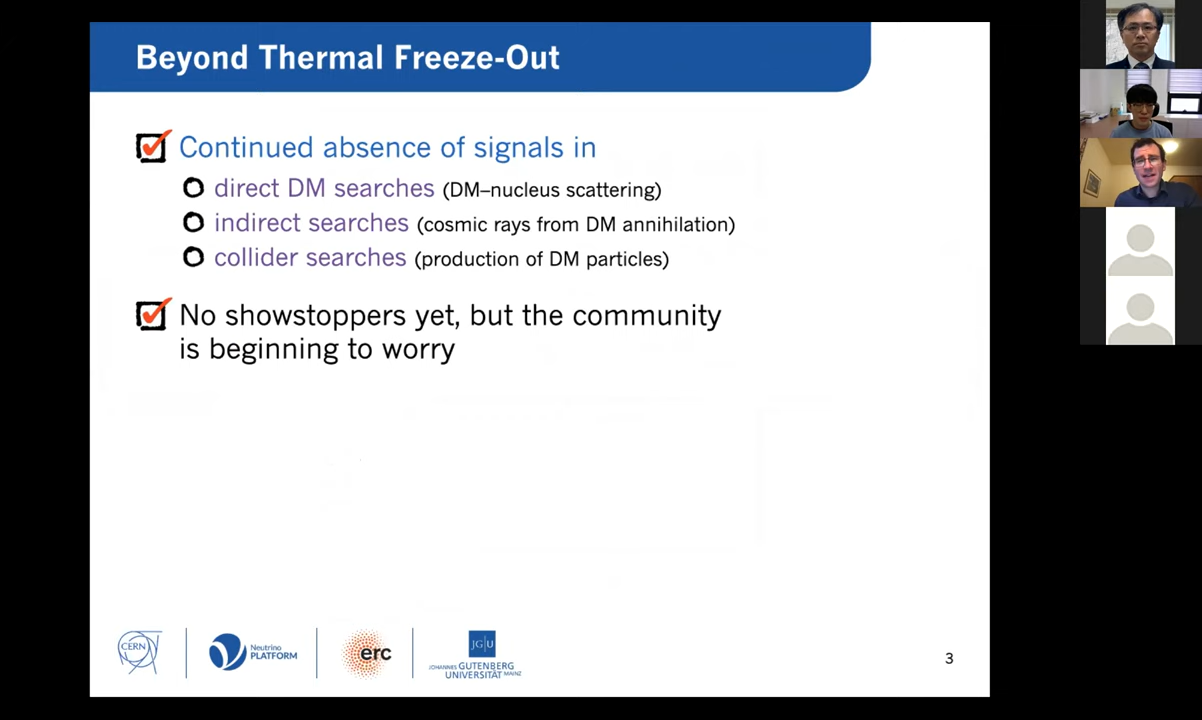 Beyond Thermal Freeze-Out
Continued absence of signals in
direct DM searches (DM–nucleus scattering)
indirect searches (cosmic rays from DM annihilation)
collider searches (production of DM particles)
No showstoppers yet, but the community
is beginning to worry
CERN
Neutrino
PLATFORM
erc
JG|U
JOHANNES GUTENBERG
UNIVERSITÄT MAINZ
3